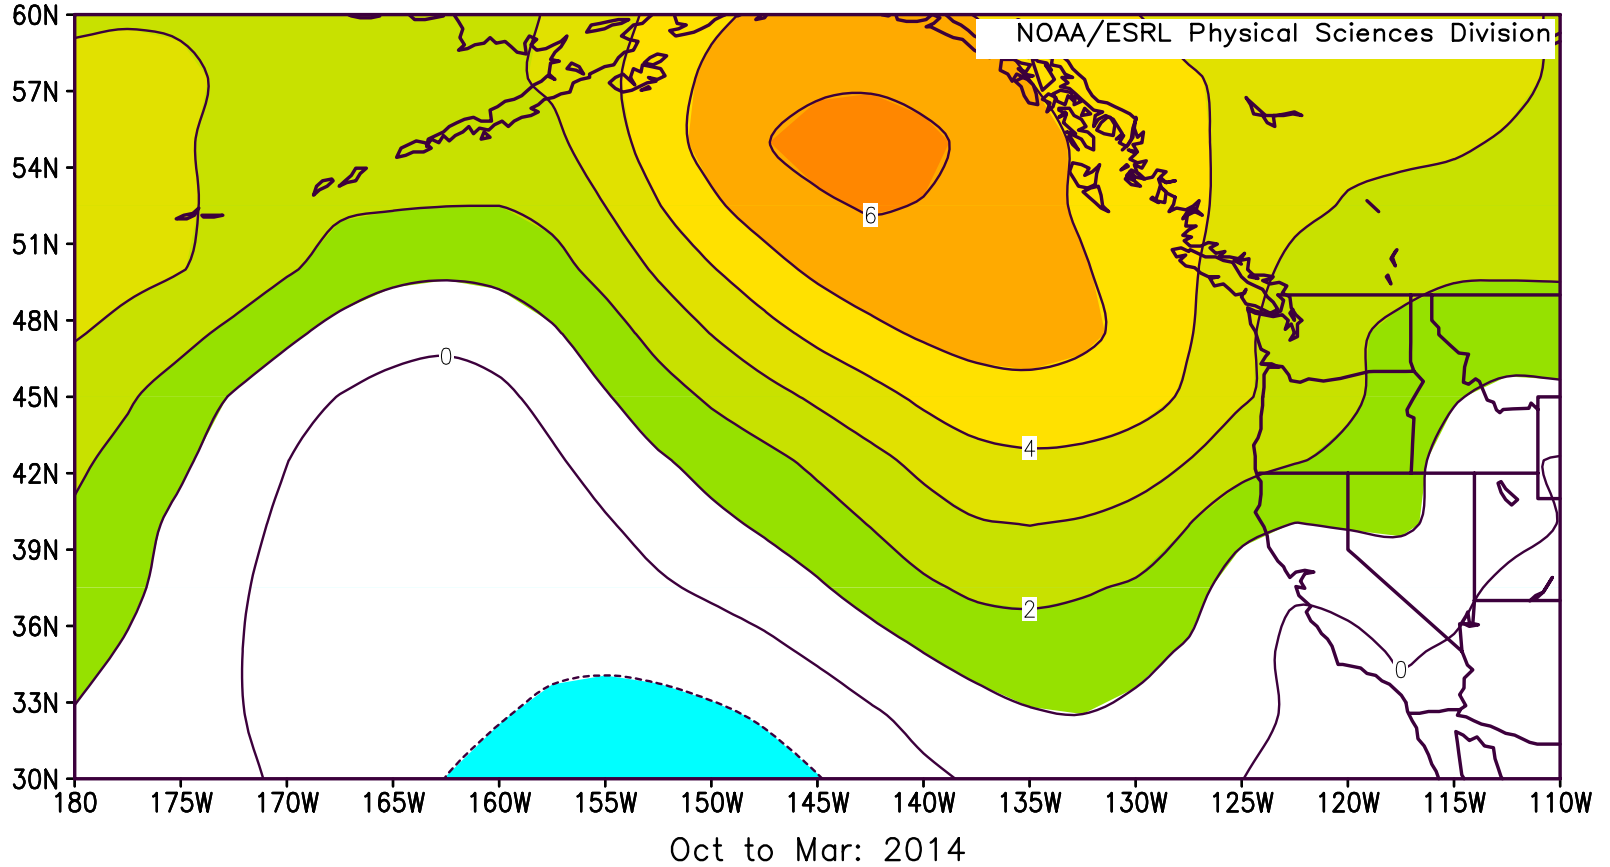 60N
NOAA/ESRL Physical Sciences Division
57N
54N
6
51N
48N
0
45N
4
42N
39N
2
36N
0
33N
30N
180 175W 170W 165W 160W 155W 150W 145W 140W 135W 130W 125W 120W 115W 110W
Oct to Mar: 2014